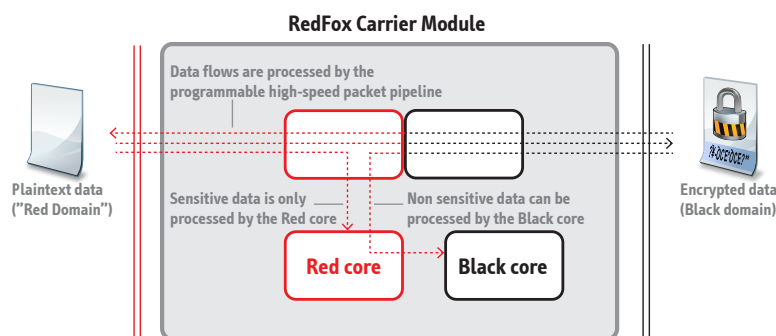 RedFox Carrier Module
Data flows are processed by the
programmable high-speed packet pipeline
Plaintext data
("Red Domain")
Encrypted data
(Black domain)
Sensitive data is only
processed by the Red core
Non sensitive data can be
processed by the Black core
Red core
Black core